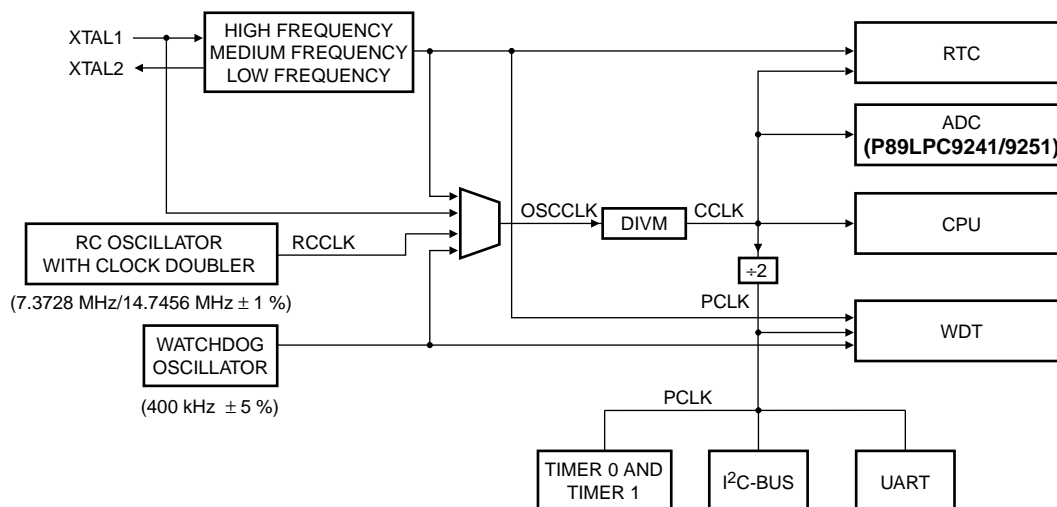 XTAL1
XTAL2
HIGH FREQUENCY
MEDIUM FREQUENCY
LOW FREQUENCY
RTC
ADC
(P89LPC9241/9251)
OSCCLK
DIVM
CCLK
CPU
RC OSCILLATOR
WITH CLOCK DOUBLER
RCCLK
(7.3728 MHz/14.7456 MHz ± 1 %)
÷2
PCLK
WDT
WATCHDOG
OSCILLATOR
(400 kHz ± 5 %)
PCLK
TIMER 0 AND
TIMER 1
I²C-BUS
UART